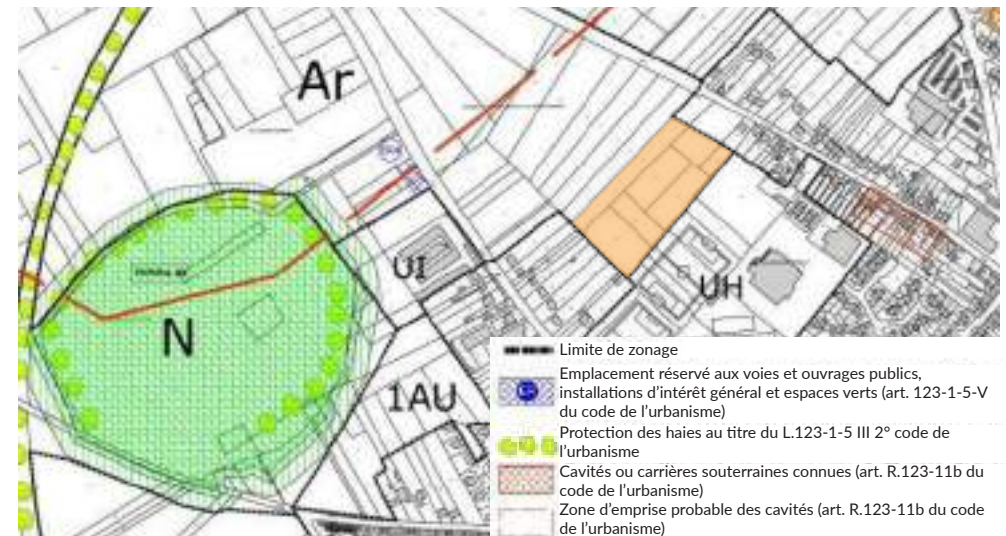 Ar
UI
UH
N
1AU
Limite de zonage
Emplacement réservé aux voies et ouvrages publics,
installations d'intérêt général et espaces verts (art. 123-1-5-V
du code de l'urbanisme)
Protection des haies au titre du L.123-1-5 III 2° code de
l'urbanisme
Cavités ou carrières souterraines connues (art. R.123-11b du
code de l'urbanisme)
Zone d'emprise probable des cavités (art. R.123-11b du code
de l'urbanisme)